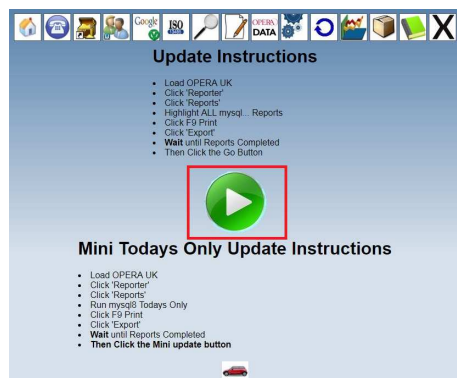 Google
ISO
OPERA
DATA
X
Update Instructions
Load OPERA UK
Click 'Reporter'
Click 'Reports'
Highlight ALL mysql... Reports
Click F9 Print
Click 'Export'
Wait until Reports Completed
Then Click the Go Button
Mini Todays Only Update Instructions
Load OPERA UK
Click 'Reporter'
Click 'Reports'
Run mysql8 Todays Only
Click F9 Print
Click 'Export'
Wait until Reports Completed
Then Click the Mini update button